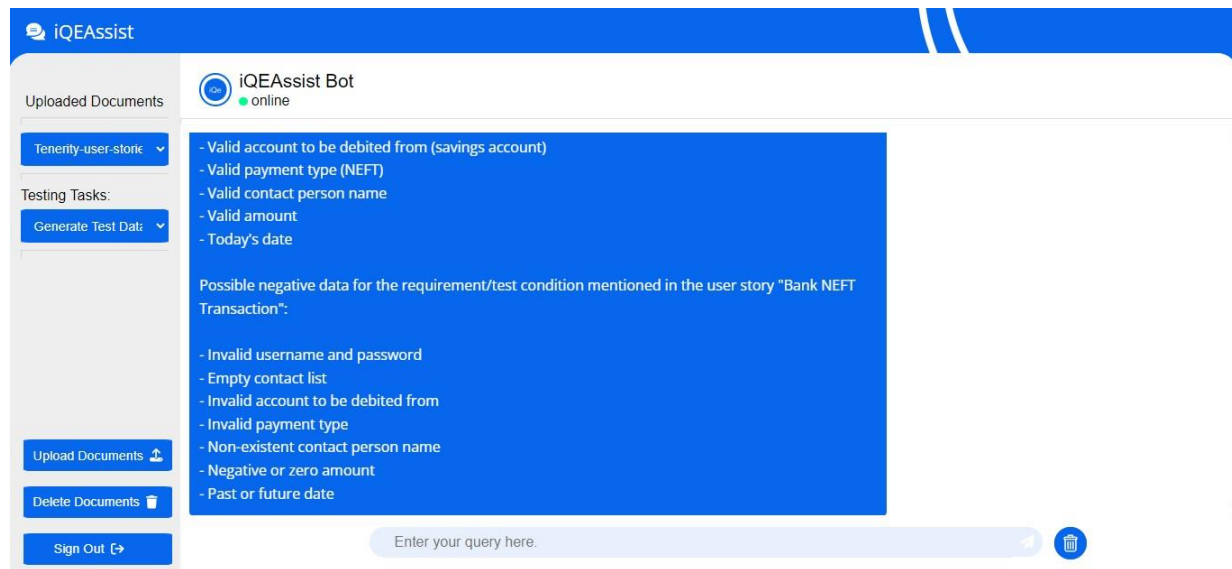 iQEAssist
Uploaded Documents
Tenerity-user-storie
Testing Tasks:
Generate Test Data
Upload Documents
Delete Documents
Sign Out
iQe
iQEAssist Bot
online
- Valid account to be debited from (savings account)
- Valid payment type (NEFT)
- Valid contact person name
- Valid amount
- Today's date
Possible negative data for the requirement/test condition mentioned in the user story "Bank NEFT
Transaction":
- Invalid username and password
- Empty contact list
- Invalid account to be debited from
- Invalid payment type
- Non-existent contact person name
- Negative or zero amount
- Past or future date
Enter your query here.